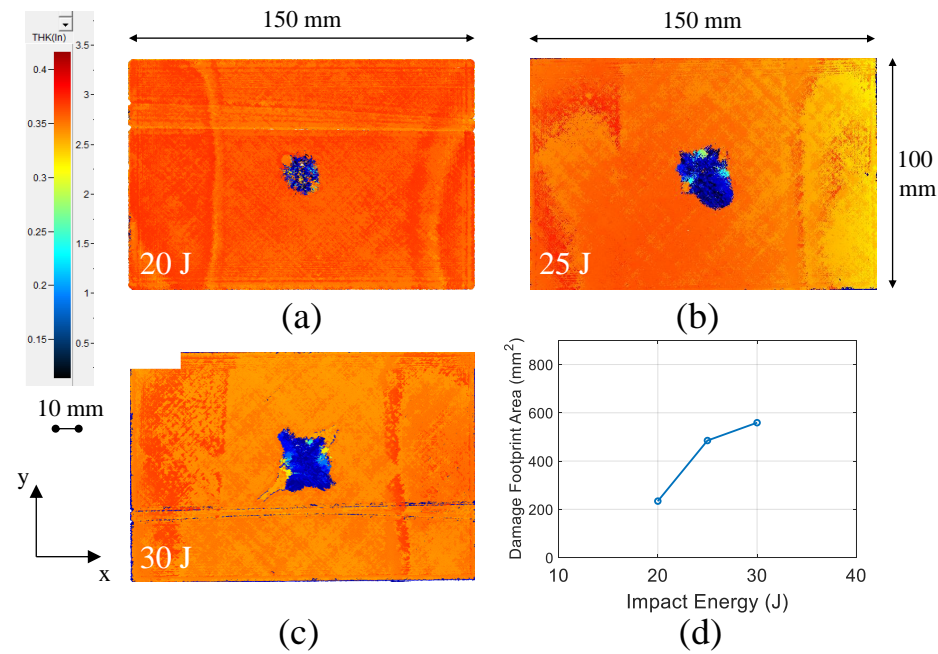 150 mm
150 mm
THK(In)
3.5
0.4
3
0.35
2.5
0.3
2
0.25
1.5
0.2
1
0.15
0.5
20 J
25 J
100
mm
(a)
(b)
10 mm
y
x
30 J
(c)
Damage Footprint Area (mm²)
800
600
400
200
0
10
20
30
40
Impact Energy (J)
(d)